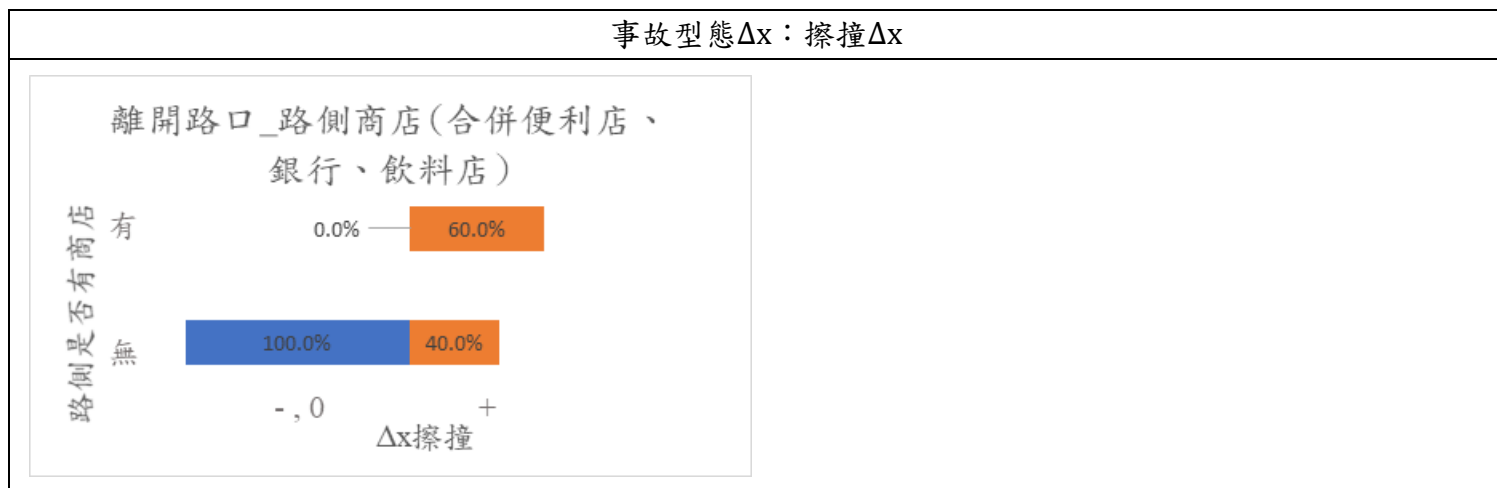 事故型態Δx：擦撞Δx
離開路口_路側商店(合併便利店、
銀行、飲料店)
路側是否有商店
有
0.0%
60.0%
無
100.0%
40.0%
- , 0
+
Δx擦撞